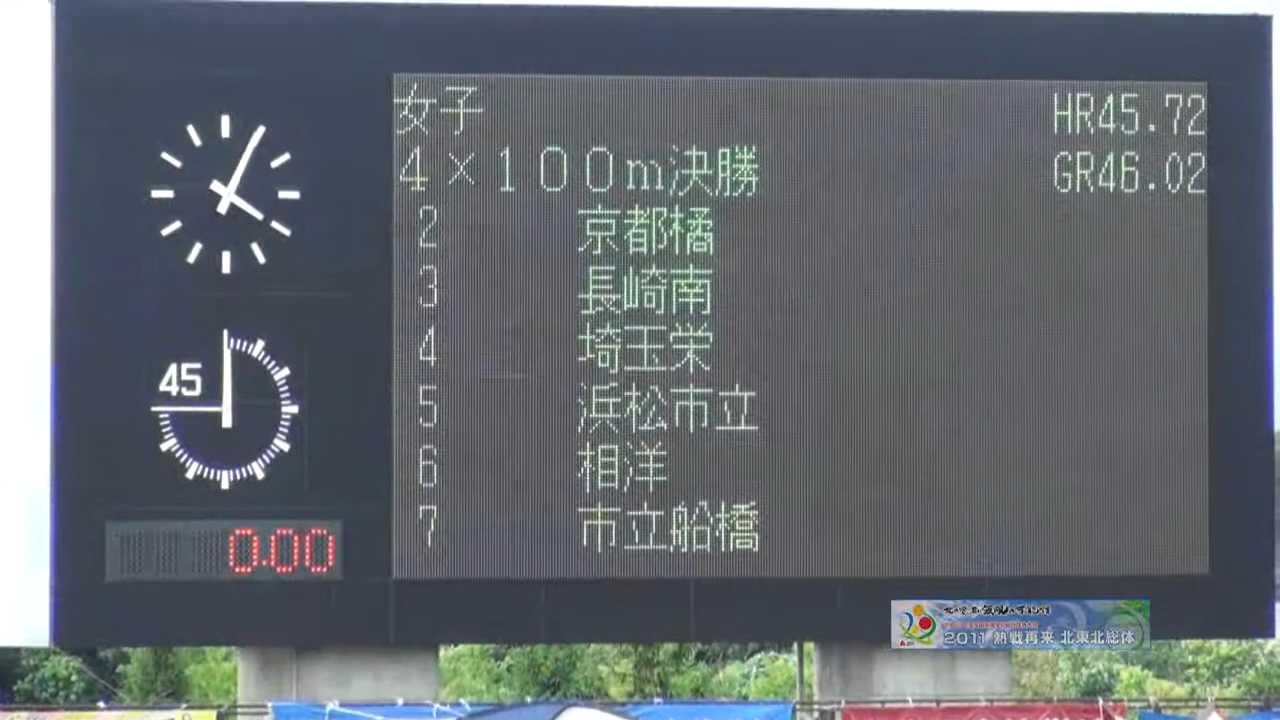 女子 HR45.72
4×100m決勝 GR46.02
2 京都橘
3 長崎南
4 埼玉栄
5 浜松市立
6 相洋
7 市立船橋
45
0.00
2011 熱戦再来 北東北総体